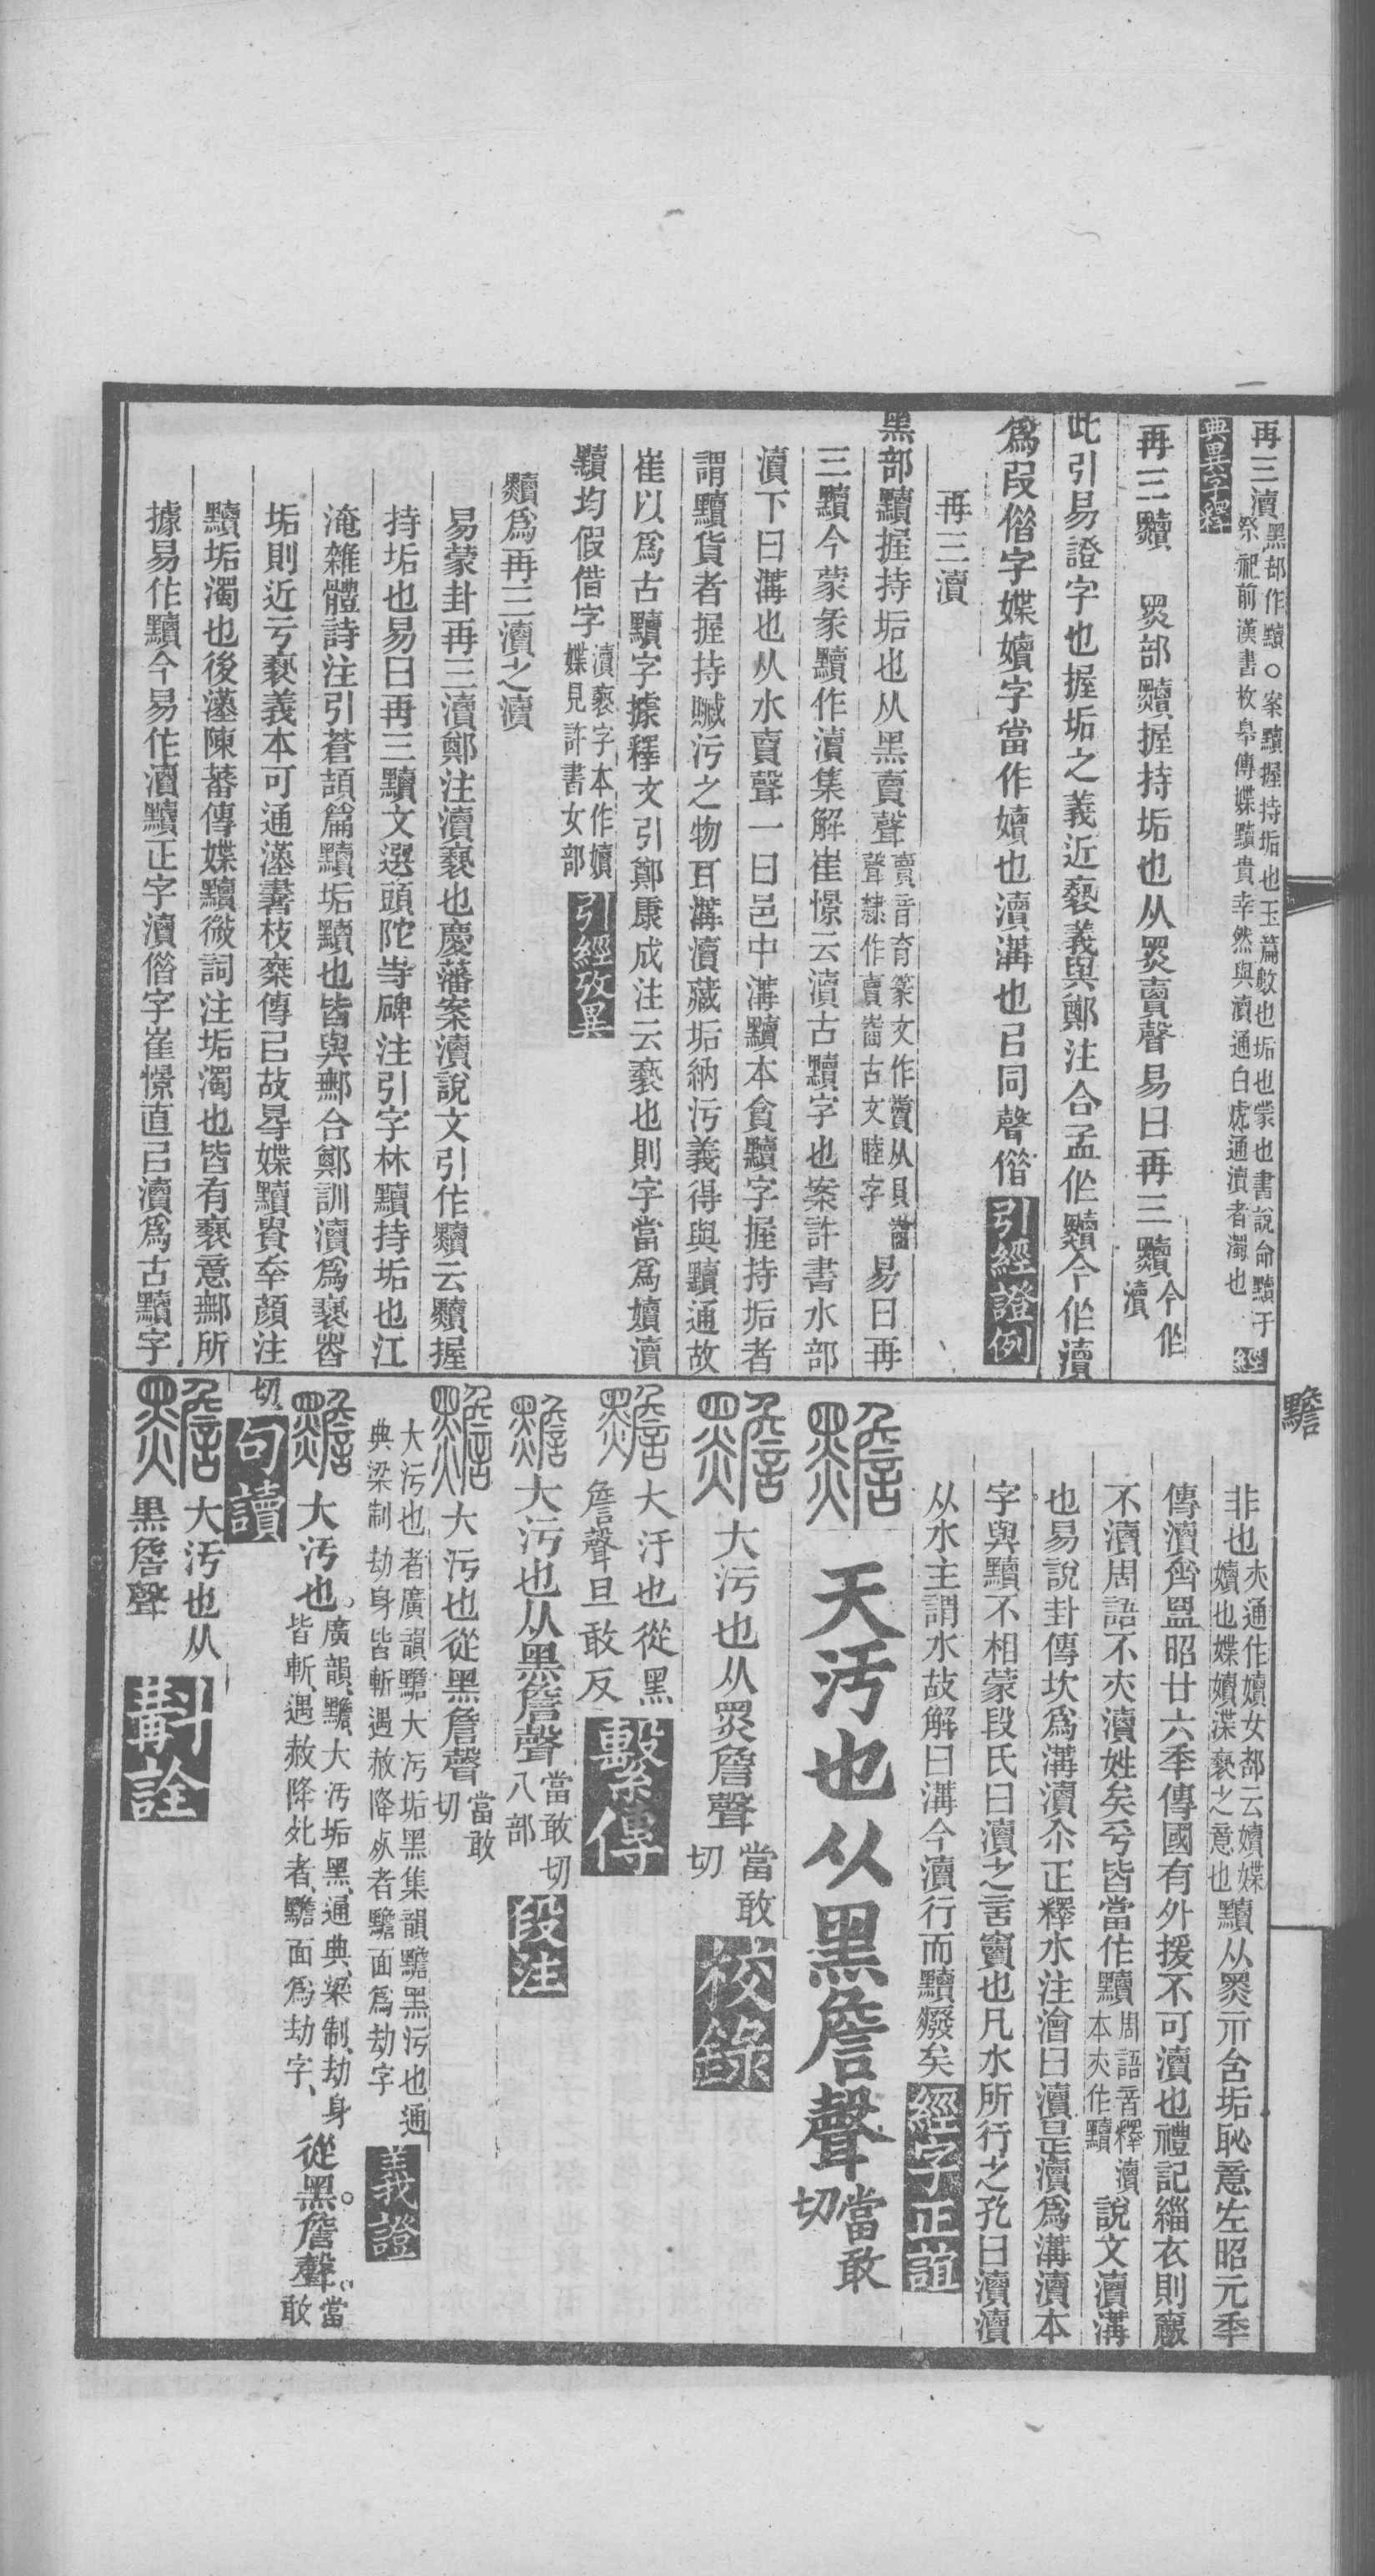 再三瀆黑部作黷○案黷握持垢也玉篇數也垢也蒙也書說命黷于
祭祀前漢書枚皋傳媟黷貴幸然與瀆通白虎通瀆者濁也
經典異字釋
再三黷 黑部黷握持垢也从黑賣聲易曰再三黷今作瀆
此引易證字也握垢之義近褻義與鄭注合孟作黷今作瀆
爲叚偕字媟嬻字當作嬻也瀆溝也㠯同聲偕
引經證例
再三瀆
黑部黷握持垢也从黑賣聲賣音育篆文作𧶠从貝𡍬
聲隸作賣𡍬古文睦字易曰再
三黷今蒙彖黷作瀆集解崔憬云瀆古黷字也案許書水部
瀆下曰溝也从水賣聲一曰邑中溝黷本貪黷字握持垢者
謂黷貨者握持贓污之物耳溝瀆藏垢納污義得與黷通故
崔以爲古黷字據釋文引鄭康成注云褻也則字當爲嬻瀆
黷均假借字瀆褻字本作嬻
媟見許書女部
引經攷異
黷爲再三瀆之瀆
易蒙卦再三瀆鄭注瀆褻也慶藩案瀆說文引作黷云黷握
持垢也易曰再三黷文選頭陀寺碑注引字林黷持垢也江
淹雜體詩注引蒼頡篇黷垢黷也皆與鄦合鄭訓瀆爲褻者
垢則近亏褻義本可通漢書枚皋傳㠯故㝵媟黷貴幸顏注
黷垢濁也後漢陳蕃傳媟黷微詞注垢濁也皆有褻意鄦所
據易作黷今易作瀆黷正字瀆偕字崔憬直㠯瀆爲古黷字
非也亦通作嬻女部云嬻媟
嬻也媟嬻渫褻之意也黷从黑亦含垢恥意左昭元季
傳瀆齊盟昭廿六季傳國有外援不可瀆也禮記緇衣則
不瀆周語不亦瀆姓矣乎皆當作黷周語音釋瀆
本亦作黷說文瀆溝
也易說卦傳坎爲溝瀆尒正釋水注澮曰瀆是瀆爲溝瀆本
字與黷不相蒙段氏曰瀆之言竇也凡水所行之孔曰瀆瀆
从水主謂水故解曰溝今瀆行而黷廢矣
經字正誼
黵
大污也从黑詹聲當敢切
大污也从黑詹聲當敢切
校錄
大汙也從黑
詹聲旦敢反
繫傳
大污也从黑詹聲當敢切
八部
段注
大污也從黑詹聲當敢切
大污也者廣韻黵大污垢黑集韻黵黑污也通
典梁制劫身皆斬遇赦降死者黵面爲劫字
義證
大污也。廣韻、黵、大污垢黑、通典、梁制、劫身
皆斬、遇赦降死者、黵面爲劫字、從黑。詹聲。當敢
切
句讀
大污也从
黑詹聲
斠詮